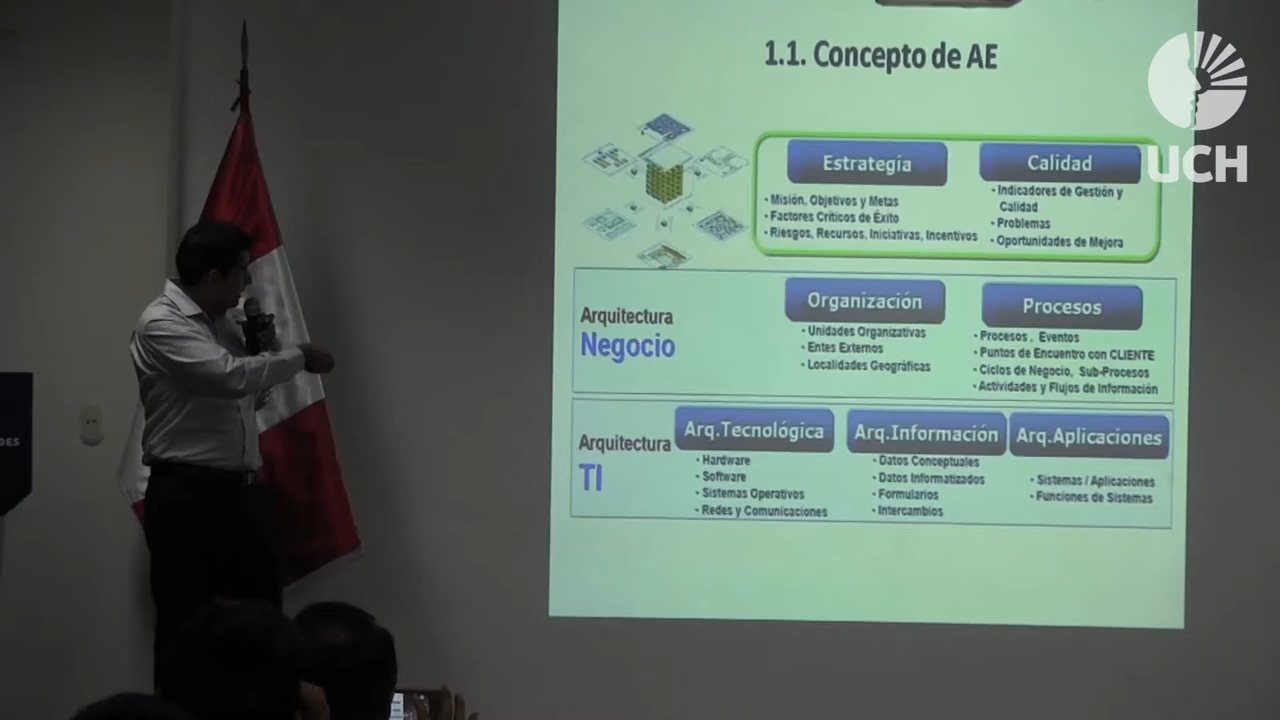 1.1. Concepto de AE
UCH
Estrategia
• Misión, Objetivos y Metas
• Factores Críticos de Éxito
• Riesgos, Recursos, Iniciativas, Incentivos
Calidad
• Indicadores de Gestión y
Calidad
• Problemas
• Oportunidades de Mejora
Arquitectura
Negocio
Organización
• Unidades Organizativas
• Entes Externos
• Localidades Geográficas
Procesos
• Procesos , Eventos
• Puntos de Encuentro con CLIENTE
• Ciclos de Negocio, Sub-Procesos
• Actividades y Flujos de Información
Arquitectura
TI
Arq.Tecnológica
• Hardware
• Software
• Sistemas Operativos
• Redes y Comunicaciones
Arq.Información
• Datos Conceptuales
• Datos Informatizados
• Formularios
• Intercambios
Arq.Aplicaciones
• Sistemas / Aplicaciones
• Funciones de Sistemas
DES